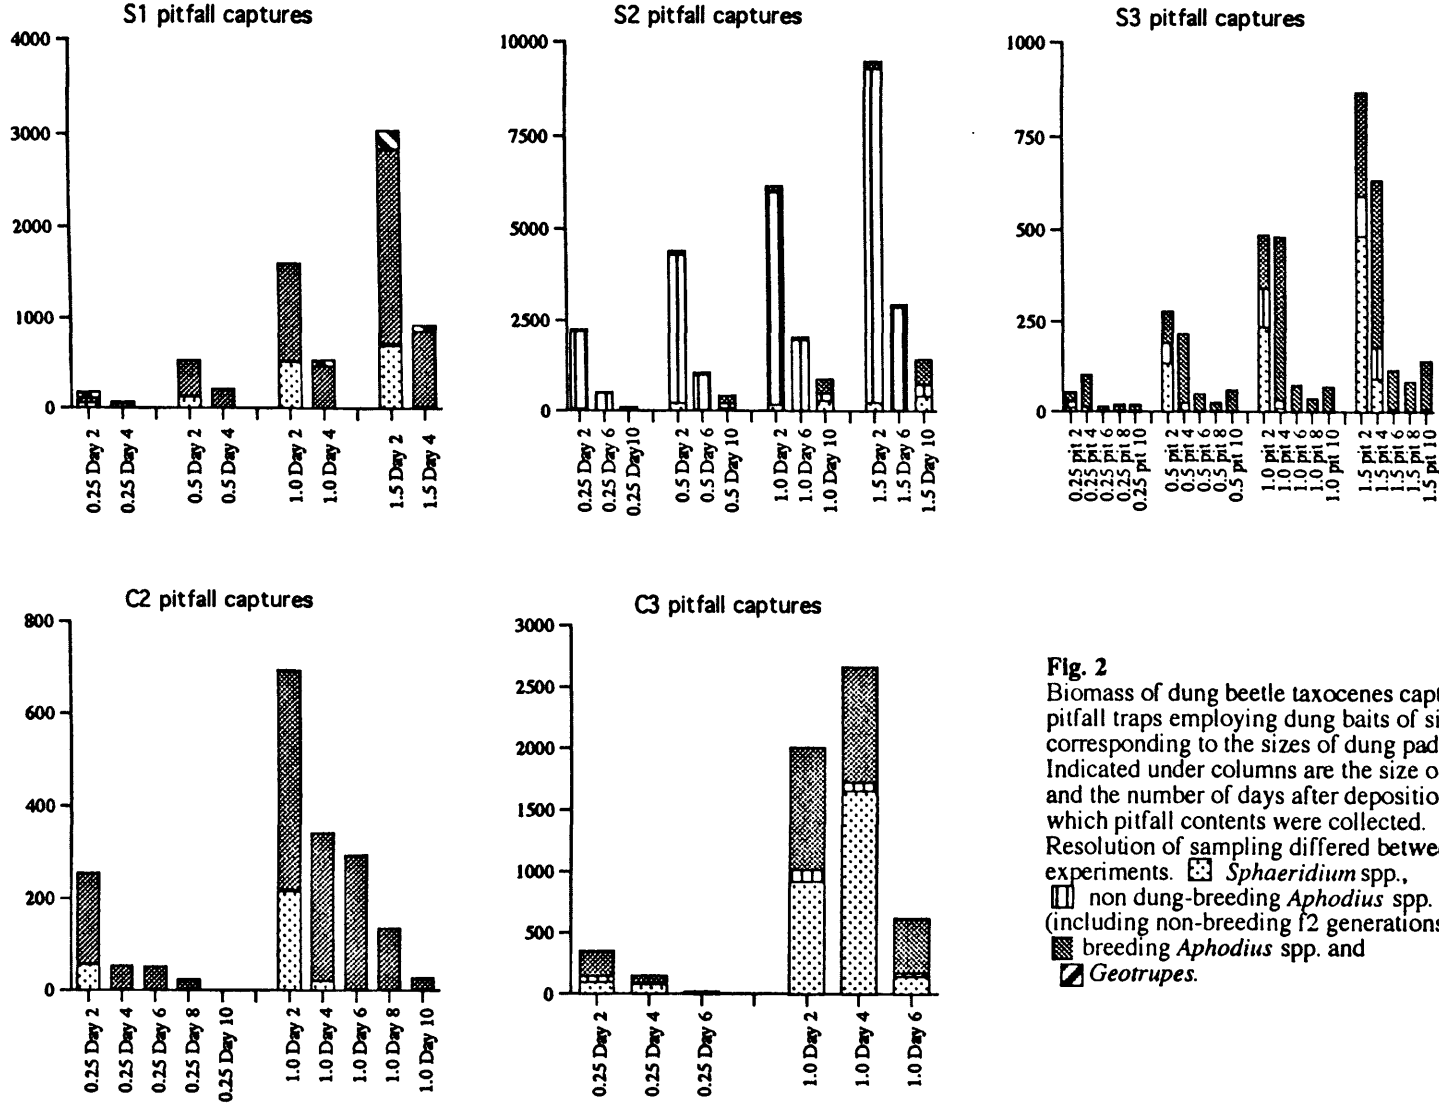 S1 pitfall captures
4000
3000
2000
1000
0
0.25 Day 2
0.25 Day 4
0.5 Day 2
0.5 Day 4
1.0 Day 2
1.0 Day 4
1.5 Day 2
1.5 Day 4
S2 pitfall captures
10000
7500
5000
2500
0
0.25 Day 2
0.25 Day 6
0.25 Day10
0.5 Day 2
0.5 Day 6
0.5 Day 10
1.0 Day 2
1.0 Day 6
1.0 Day 10
1.5 Day 2
1.5 Day 6
1.5 Day 10
S3 pitfall captures
1000
750
500
250
0
0.25 pit 2
0.25 pit 4
0.25 pit 6
0.25 pit 8
0.25 pit 10
0.5 pit 2
0.5 pit 4
0.5 pit 6
0.5 pit 8
0.5 pit 10
1.0 pit 2
1.0 pit 4
1.0 pit 6
1.0 pit 8
1.0 pit 10
1.5 pit 2
1.5 pit 4
1.5 pit 6
1.5 pit 8
1.5 pit 10
C2 pitfall captures
800
600
400
200
0
0.25 Day 2
0.25 Day 4
0.25 Day 6
0.25 Day 8
0.25 Day 10
1.0 Day 2
1.0 Day 4
1.0 Day 6
1.0 Day 8
1.0 Day 10
C3 pitfall captures
3000
2500
2000
1500
1000
500
0
0.25 Day 2
0.25 Day 4
0.25 Day 6
1.0 Day 2
1.0 Day 4
1.0 Day 6
Fig. 2
Biomass of dung beetle taxocenes capt
pitfall traps employing dung baits of si
corresponding to the sizes of dung pad
Indicated under columns are the size o
and the number of days after depositio
which pitfall contents were collected.
Resolution of sampling differed betwe
experiments. Sphaeridium spp.,
non dung-breeding Aphodius spp.
(including non-breeding f2 generations
breeding Aphodius spp. and
Geotrupes.